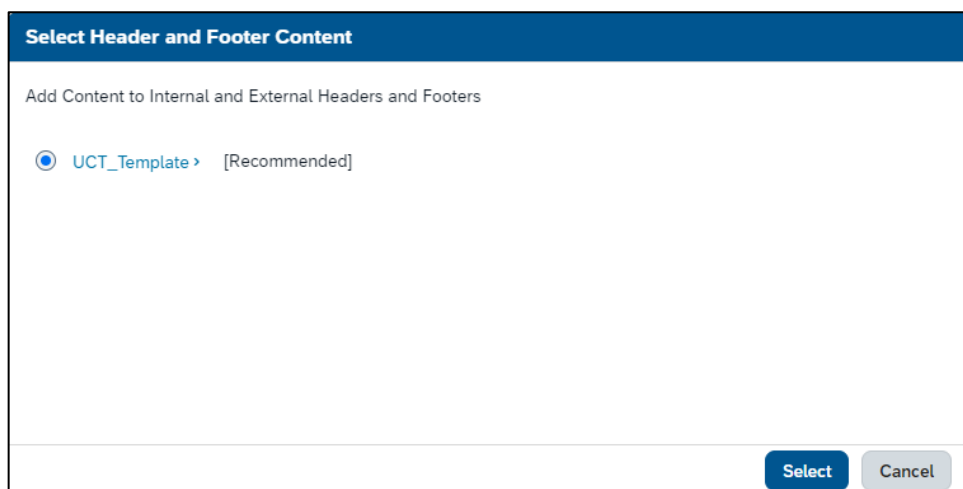 Select Header and Footer Content
Add Content to Internal and External Headers and Footers
UCT_Template › [Recommended]
Select Cancel